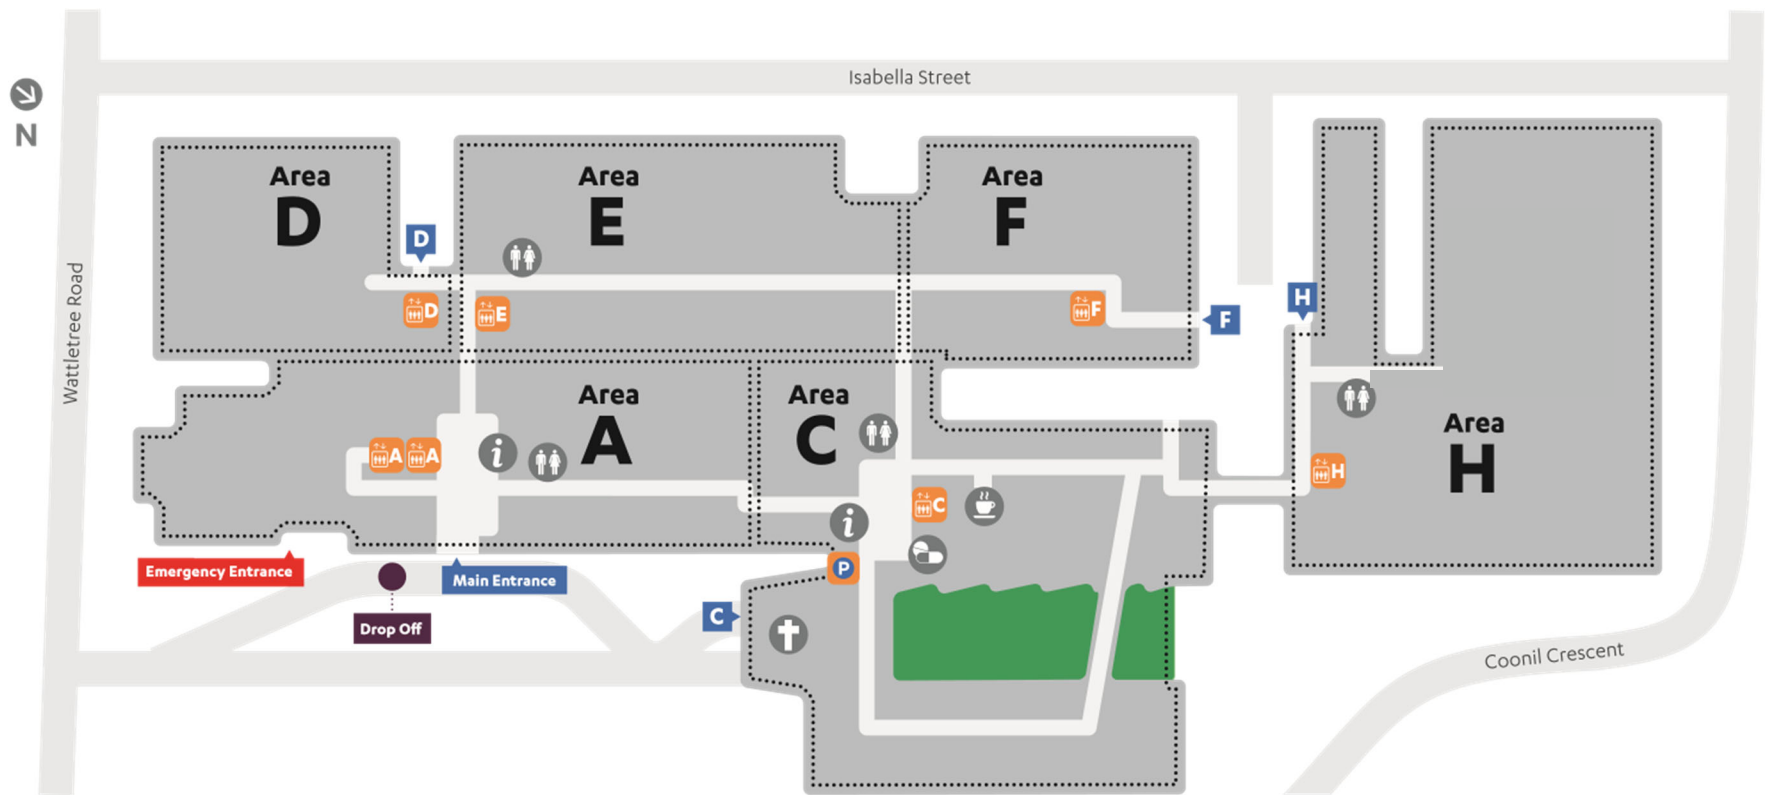 Isabella Street
N
Area
D
Area
E
Area
F
D
H
D
E
F
F
Wattletree Road
Area
A
Area
C
Area
H
A
A
i
H
C
i
P
Emergency Entrance
Main Entrance
C
Drop Off
Coonil Crescent